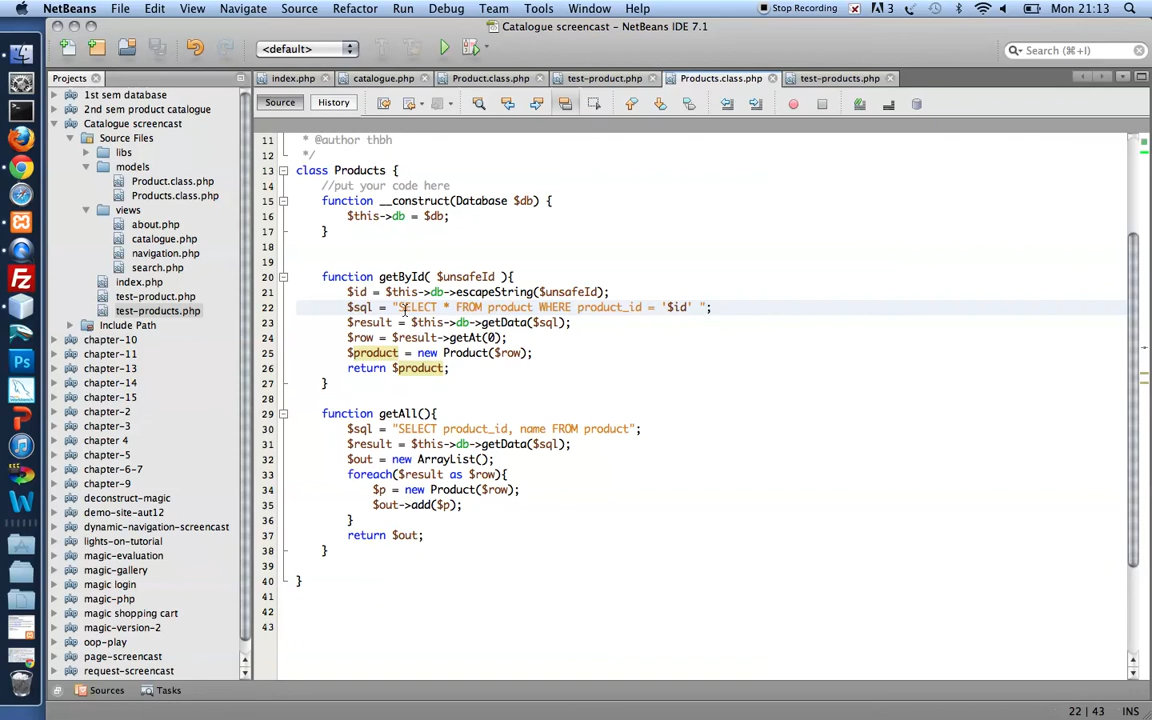 NetBeans File Edit View Navigate Source Refactor Run Debug Profile Team Tools Window Help Stop Recording 3 Mon 21:13
Catalogue screencast - NetBeans IDE 7.1
<default> Search (⌘+I)
Projects index.php catalogue.php Product.class.php test-product.php Products.class.php test-products.php
Source History
1st sem database
2nd sem product catalogue
Catalogue screencast
Source Files
libs
models
Product.class.php
Products.class.php
views
about.php
catalogue.php
navigation.php
search.php
index.php
test-product.php
test-products.php
Include Path
chapter-10
chapter-11
chapter-13
chapter-14
chapter-15
chapter-2
chapter-3
chapter 4
chapter-5
chapter-6-7
chapter-9
deconstruct-magic
demo-site-aut12
dynamic-navigation-screencast
lights-on-tutorial
magic-evaluation
magic-gallery
magic login
magic-php
magic shopping cart
magic-version-2
oop-play
page-screencast
request-screencast
Sources Tasks
11 * @author thbh
12 */
13 class Products {
14 //put your code here
15 function __construct(Database $db) {
16 $this->db = $db;
17 }
18
19
20 function getById( $unsafeId ){
21 $id = $this->db->escapeString($unsafeId);
22 $sql = "SELECT * FROM product WHERE product_id = '$id' ";
23 $result = $this->db->getData($sql);
24 $row = $result->getAt(0);
25 $product = new Product($row);
26 return $product;
27 }
28
29 function getAll(){
30 $sql = "SELECT product_id, name FROM product";
31 $result = $this->db->getData($sql);
32 $out = new ArrayList();
33 foreach($result as $row){
34 $p = new Product($row);
35 $out->add($p);
36 }
37 return $out;
38 }
39
40 }
41
42
43
22 | 43 INS